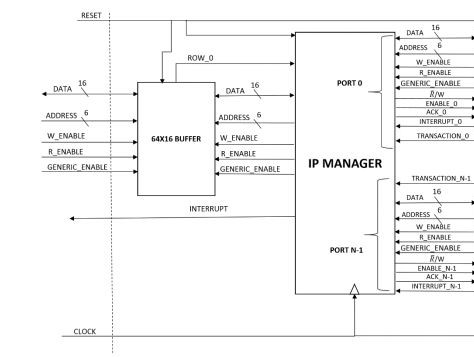 RESET
ROW_0
16
DATA
6
ADDRESS
W_ENABLE
R_ENABLE
GENERIC_ENABLE
64X16 BUFFER
16
DATA
6
ADDRESS
W_ENABLE
R_ENABLE
GENERIC_ENABLE
INTERRUPT
CLOCK
IP MANAGER
PORT 0
PORT N-1
16
DATA
6
ADDRESS
W_ENABLE
R_ENABLE
GENERIC_ENABLE
R̅/W
ENABLE_0
ACK_0
INTERRUPT_0
TRANSACTION_0
TRANSACTION_N-1
16
DATA
6
ADDRESS
W_ENABLE
R_ENABLE
GENERIC_ENABLE
R̅/W
ENABLE_N-1
ACK_N-1
INTERRUPT_N-1